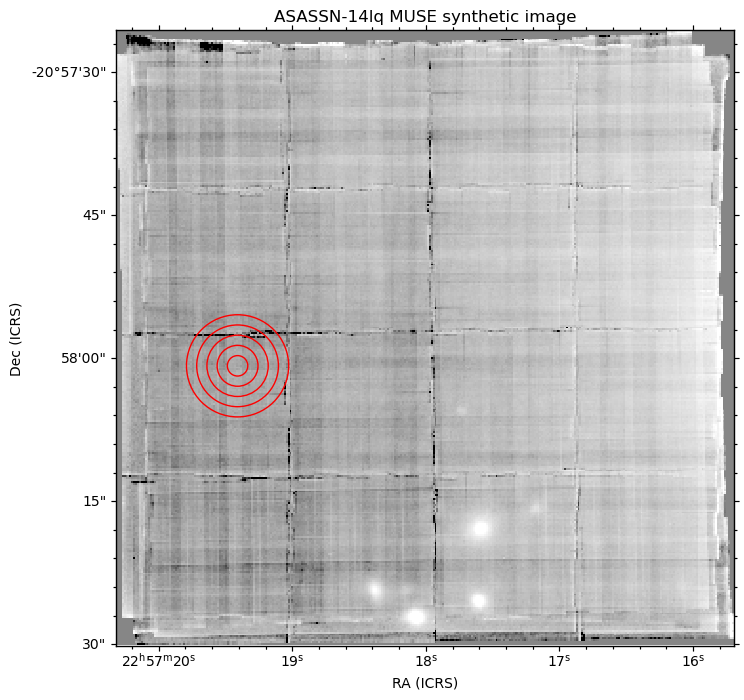 ASASSN-14lq MUSE synthetic image
-20°57'30"
45"
58'00"
15"
30"
Dec (ICRS)
22ʰ57ᵐ20ˢ
19ˢ
18ˢ
17ˢ
16ˢ
RA (ICRS)